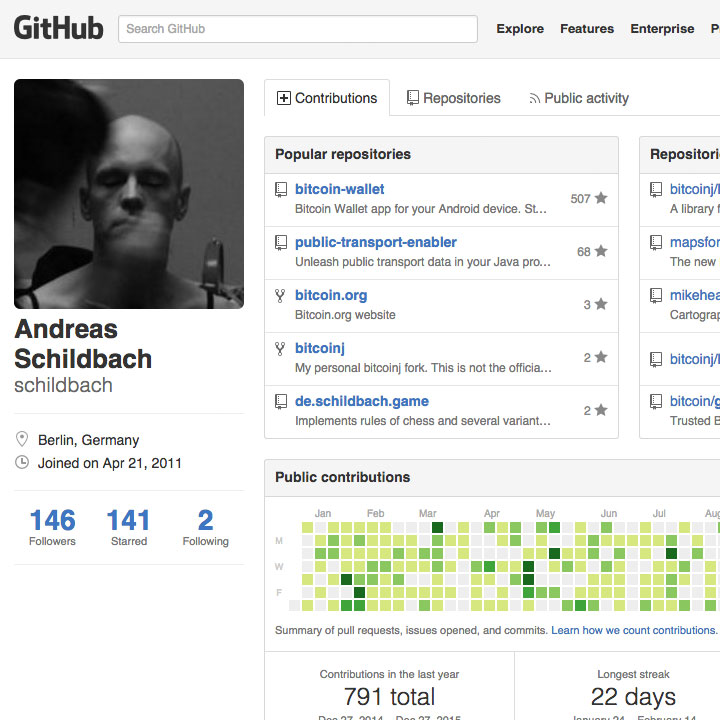 GitHub
Search GitHub
Explore Features Enterprise
Contributions
Repositories
Public activity
Andreas
Schildbach
schildbach
Berlin, Germany
Joined on Apr 21, 2011
146 141 2
Followers Starred Following
Popular repositories
bitcoin-wallet
Bitcoin Wallet app for your Android device. St...
507
public-transport-enabler
Unleash public transport data in your Java pro...
68
bitcoin.org
Bitcoin.org website
3
bitcoinj
My personal bitcoinj fork. This is not the officia...
2
de.schildbach.game
Implements rules of chess and several variant...
2
Repositori
bitcoinj/
A library f
mapsfor
The new
mikehea
Cartograp
bitcoinj/
bitcoin/g
Trusted B
Public contributions
Jan Feb Mar Apr May Jun Jul Aug
M
W
F
Summary of pull requests, issues opened, and commits. Learn how we count contributions.
Contributions in the last year
791 total
Dec 27, 2014 – Dec 27, 2015
Longest streak
22 days
January 24 – February 14